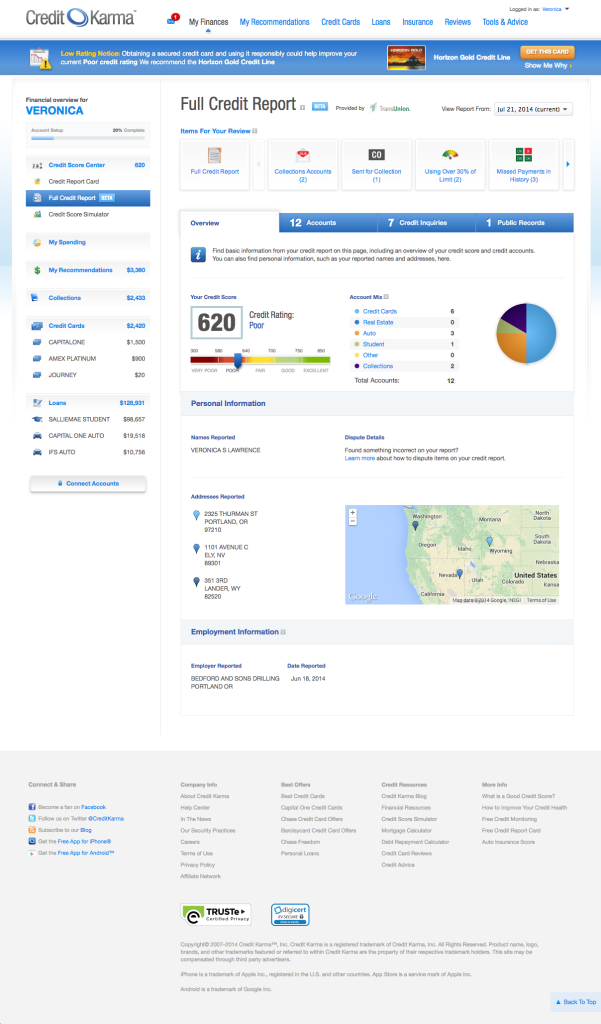 Credit Karma™
Logged in as: Veronica
1
My Finances
My Recommendations
Credit Cards
Loans
Insurance
Reviews
Tools & Advice
Low Rating Notice: Obtaining a secured credit card and using it responsibly could help improve your
current Poor credit rating We recommend the Horizon Gold Credit Line
HORIZON GOLD
Horizon Gold Credit Line
GET THIS CARD
Show Me Why
Financial overview for
VERONICA
Account Setup 20% Complete
Credit Score Center 620
Credit Report Card
Full Credit Report BETA
Credit Score Simulator
My Spending
My Recommendations $3,360
Collections $2,433
Credit Cards $2,420
CAPITALONE $1,500
AMEX PLATINUM $900
JOURNEY $20
Loans $128,931
SALLIEMAE STUDENT $98,657
CAPITAL ONE AUTO $19,518
IFS AUTO $10,756
Connect Accounts
Full Credit Report BETA Provided by TransUnion.
View Report From: Jul 21, 2014 (current)
Items For Your Review
Full Credit Report
Collections Accounts
(2)
CO
Sent for Collection
(1)
Using Over 30% of
Limit (2)
Missed Payments in
History (3)
Overview
12 Accounts
7 Credit Inquiries
1 Public Records
Find basic information from your credit report on this page, including an overview of your credit score and credit accounts.
You can also find personal information, such as your reported names and addresses, here.
Your Credit Score
620
Credit Rating:
Poor
300 580 640 700 750 850
VERY POOR POOR FAIR GOOD EXCELLENT
Account Mix
Credit Cards 6
Real Estate 0
Auto 3
Student 1
Other 0
Collections 2
Total Accounts: 12
Personal Information
Names Reported
VERONICA S LAWRENCE
Dispute Details
Found something incorrect on your report?
Learn more about how to dispute items on your credit report.
Addresses Reported
2325 THURMAN ST
PORTLAND, OR
97210
1101 AVENUE C
ELY, NV
89301
351 3RD
LANDER, WY
82520
Washington
Montana
North
Dakota
Oregon
Idaho
Wyoming
South
Dakota
Nebraska
Nevada
Utah
United States
Colorado
Kansa
California
Google
Map data ©2014 Google, INEGI Terms of Use
Employment Information
Employer Reported
Date Reported
BEDFORD AND SONS DRILLING
PORTLAND OR
Jun 18, 2014
Connect & Share
Become a fan on Facebook
Follow us on Twitter @CreditKarma
Subscribe to our Blog
Get the Free App for iPhone®
Get the Free App for Android™
Company Info
About Credit Karma
Help Center
In The News
Our Security Practices
Careers
Terms of Use
Privacy Policy
Affiliate Network
Best Offers
Best Credit Cards
Capital One Credit Cards
Chase Credit Card Offers
Barclaycard Credit Card Offers
Chase Freedom
Personal Loans
Credit Resources
Credit Karma Blog
Financial Resources
Credit Score Simulator
Mortgage Calculator
Debt Repayment Calculator
Credit Card Reviews
Credit Advice
More Info
What is a Good Credit Score?
How to Improve Your Credit Health
Free Credit Monitoring
Free Credit Report Card
Auto Insurance Score
TRUSTe
Certified Privacy
digicert
EV SECURE
Copyright© 2007-2014 Credit Karma™, Inc. Credit Karma is a registered trademark of Credit Karma, Inc. All Rights Reserved. Product name, logo,
brands, and other trademarks featured or referred to within Credit Karma are the property of their respective trademark holders. This site may be
compensated through third party advertisers.
iPhone is a trademark of Apple Inc., registered in the U.S. and other countries. App Store is a service mark of Apple Inc.
Android is a trademark of Google Inc.
Back To Top